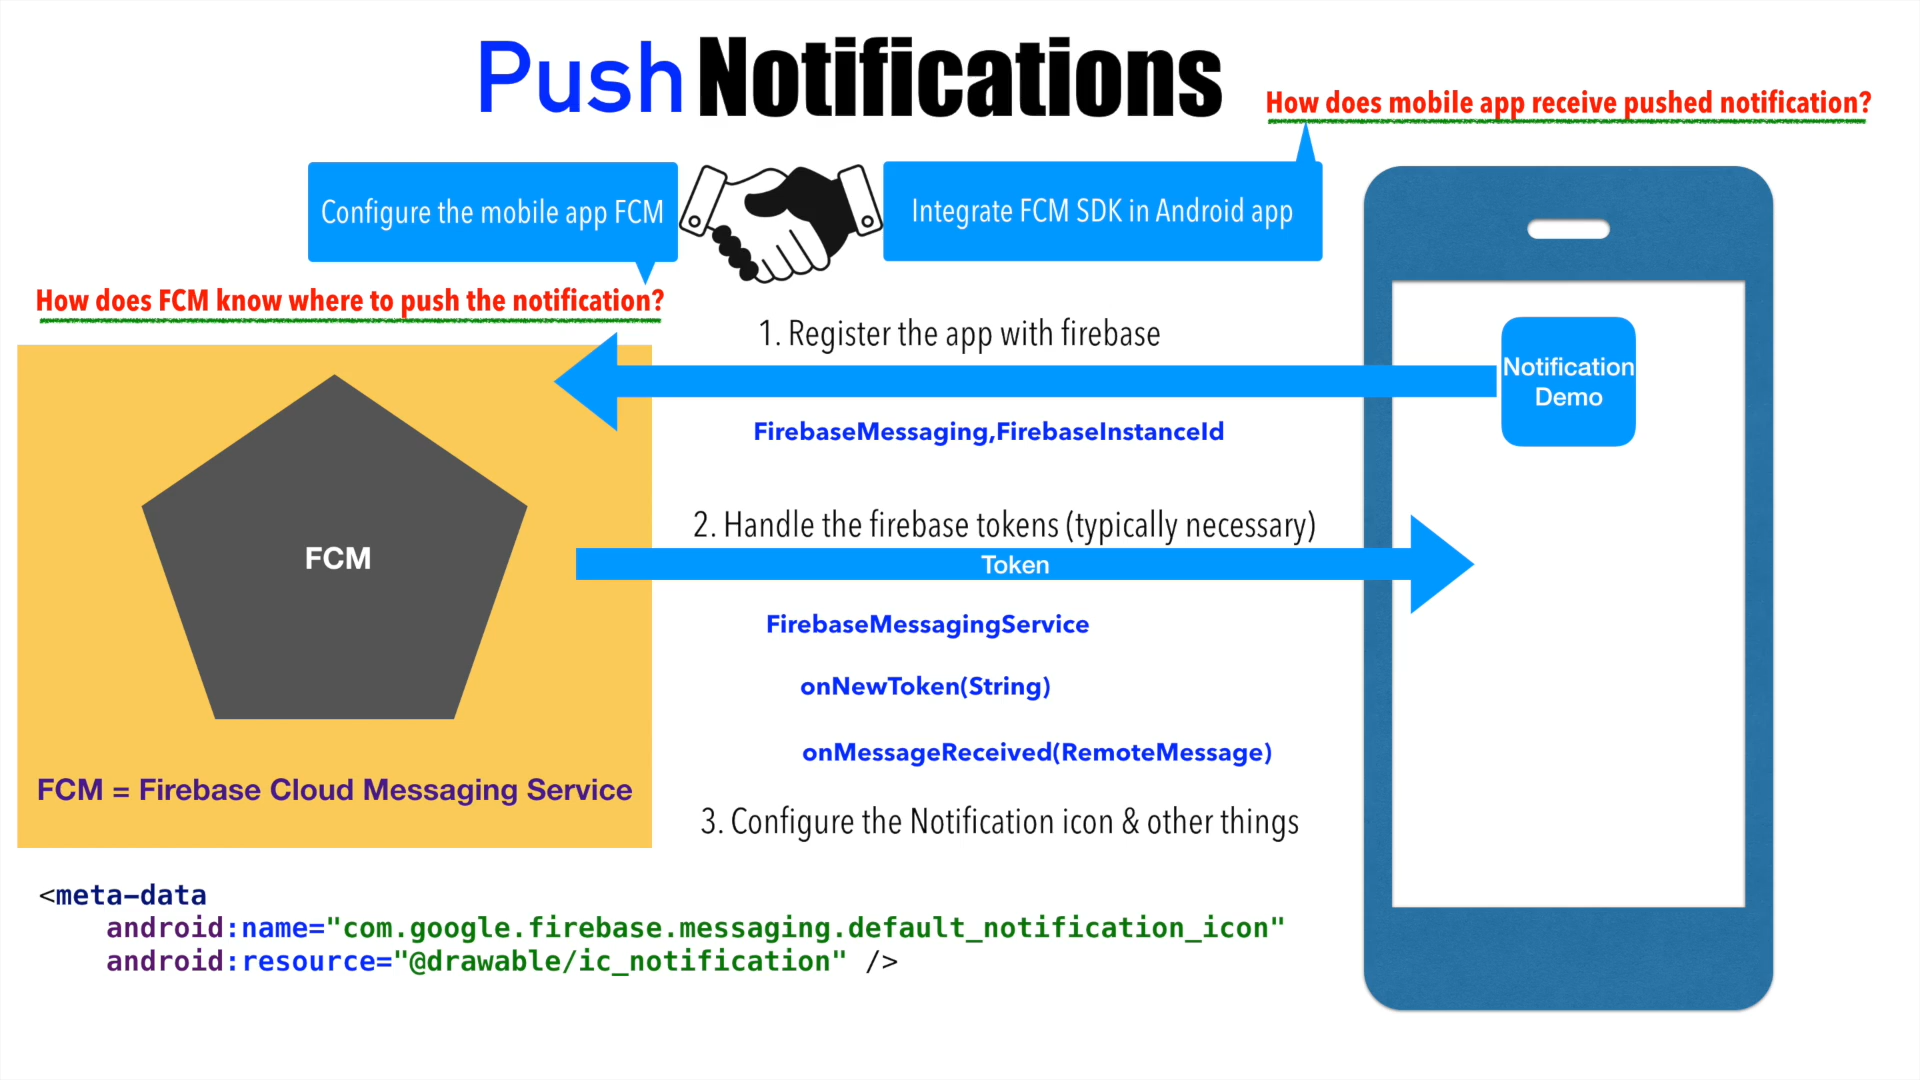 Push Notifications
How does mobile app receive pushed notification?
Configure the mobile app FCM
Integrate FCM SDK in Android app
How does FCM know where to push the notification?
1. Register the app with firebase
Notification
Demo
FirebaseMessaging,FirebaseInstanceId
2. Handle the firebase tokens (typically necessary)
Token
FCM
FirebaseMessagingService
onNewToken(String)
onMessageReceived(RemoteMessage)
FCM = Firebase Cloud Messaging Service
3. Configure the Notification icon & other things
<meta-data
android:name="com.google.firebase.messaging.default_notification_icon"
android:resource="@drawable/ic_notification" />